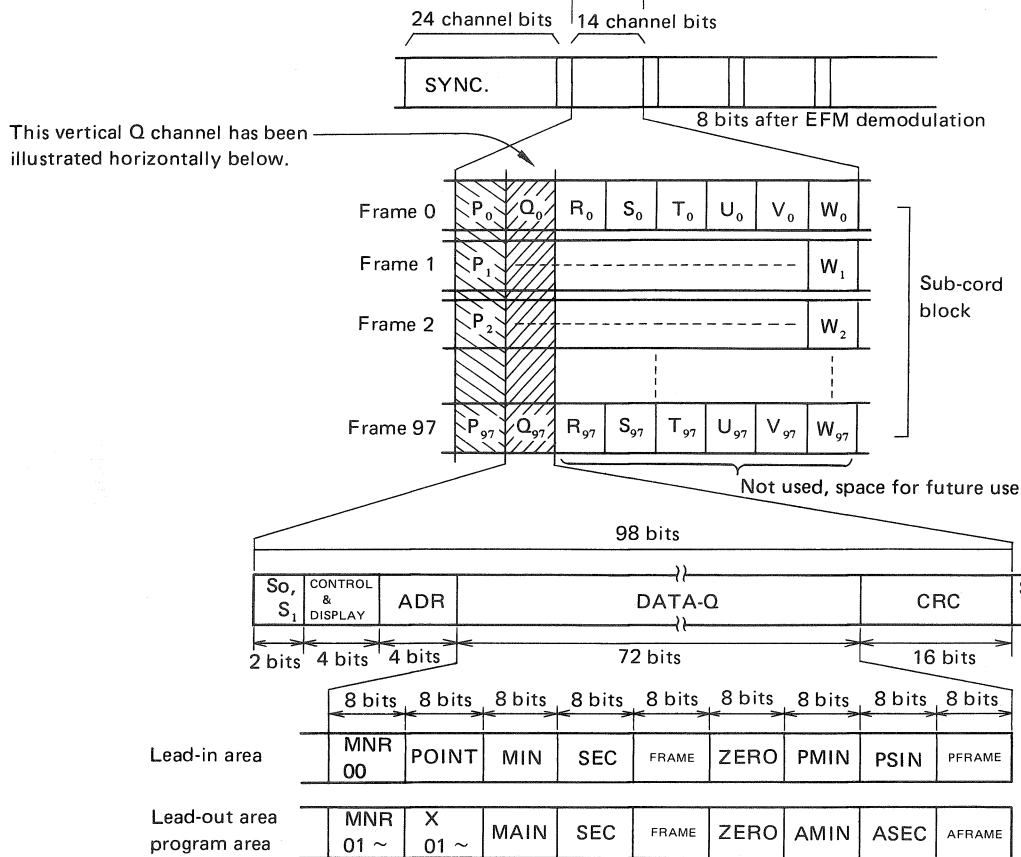 24 channel bits
14 channel bits
SYNC.
8 bits after EFM demodulation
This vertical Q channel has been
illustrated horizontally below.
Frame 0 P0 Q0 R0 S0 T0 U0 V0 W0
Frame 1 P1 W1
Frame 2 P2 W2
Sub-cord
block
Frame 97 P97 Q97 R97 S97 T97 U97 V97 W97
Not used, space for future use
98 bits
So,
S1
CONTROL
&
DISPLAY
ADR
DATA-Q
CRC
2 bits 4 bits 4 bits 72 bits 16 bits
8 bits 8 bits 8 bits 8 bits 8 bits 8 bits 8 bits 8 bits 8 bits
Lead-in area
MNR
00
POINT MIN SEC FRAME ZERO PMIN PSIN PFRAME
Lead-out area
program area
MNR
01 ~
X
01 ~
MAIN SEC FRAME ZERO AMIN ASEC AFRAME